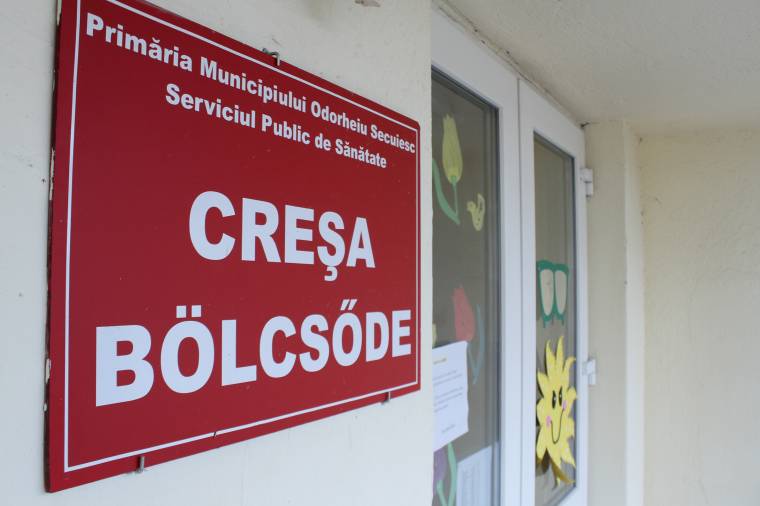 Primăria Municipiului Odorheiu Secuiesc
Serviciul Public de Sănătate
CREŞA
BÖLCSŐDE